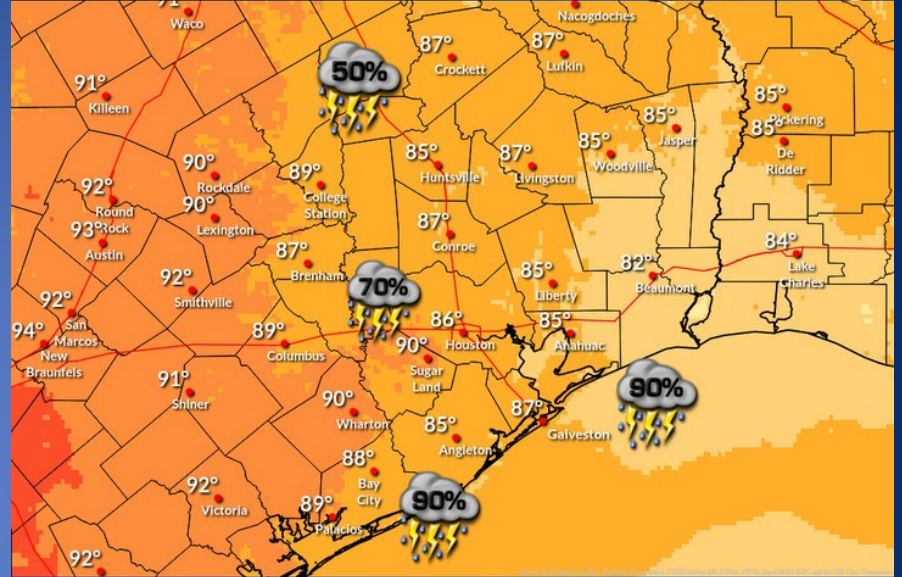 91°
Waco
Nacogdoches
50%
87°
Crockett
87°
Lufkin
91°
Killeen
85°
Pickering
85°
Jasper
85°
De
Ridder
85°
Woodville
85°
Huntsville
87°
Livingston
90°
Rockdale
89°
College
Station
92°
Round
Rock
90°
Lexington
93°
Austin
87°
Conroe
84°
Lake
Charles
87°
Brenham
82°
Beaumont
85°
Liberty
70%
92°
Smithville
92°
San
Marcos
94°
New
Braunfels
89°
Columbus
86°
Houston
85°
Anahuac
90°
Sugar
Land
91°
Shiner
90%
90°
Wharton
87°
Galveston
85°
Angleton
88°
Bay
City
92°
Victoria
89°
Palacios
90%
92°